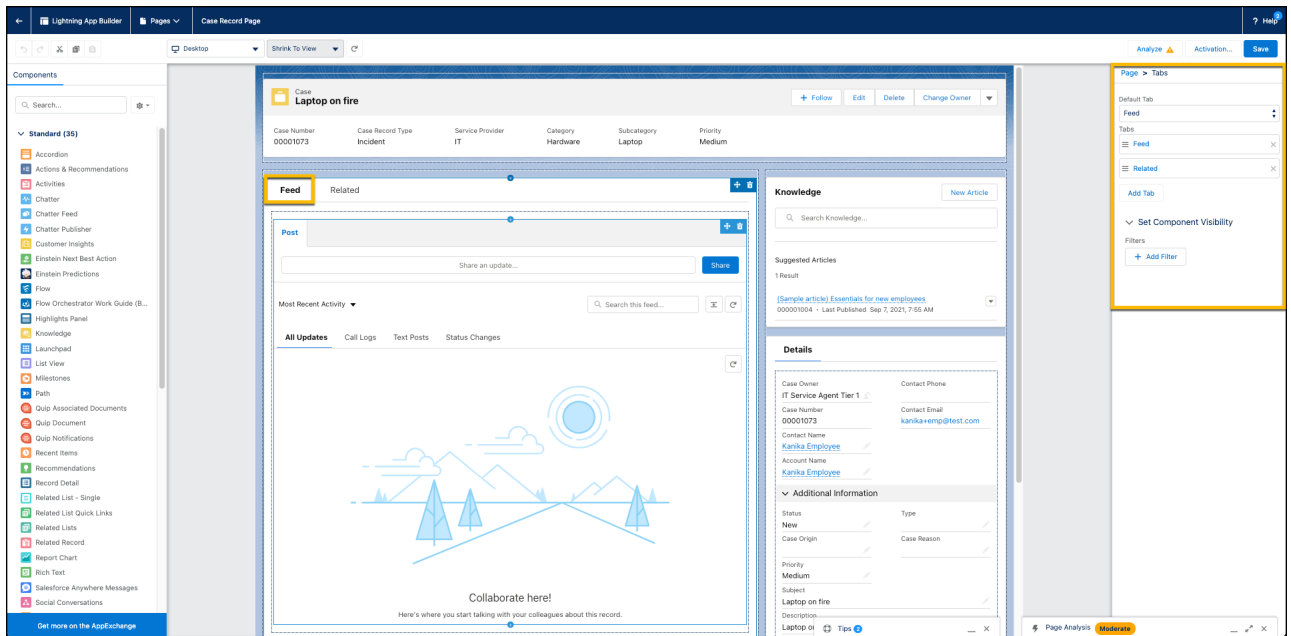 Lightning App Builder
Pages
Case Record Page
? Help
2
Desktop
Shrink To View
Analyze
Activation...
Save
Components
Search...
Standard (35)
Accordion
Actions & Recommendations
Activities
Chatter
Chatter Feed
Chatter Publisher
Customer Insights
Einstein Next Best Action
Einstein Predictions
Flow
Flow Orchestrator Work Guide (B...
Highlights Panel
Knowledge
Launchpad
List View
Milestones
Path
Quip Associated Documents
Quip Document
Quip Notifications
Recent Items
Recommendations
Record Detail
Related List - Single
Related List Quick Links
Related Lists
Related Record
Report Chart
Rich Text
Salesforce Anywhere Messages
Social Conversations
Get more on the AppExchange
Case
Laptop on fire
+ Follow
Edit
Delete
Change Owner
Case Number
Case Record Type
Service Provider
Category
Subcategory
Priority
00001073
Incident
IT
Hardware
Laptop
Medium
Feed
Related
Post
Share an update...
Share
Most Recent Activity
Search this feed...
All Updates
Call Logs
Text Posts
Status Changes
Collaborate here!
Here's where you start talking with your colleagues about this record.
Knowledge
New Article
Search Knowledge...
Suggested Articles
1 Result
(Sample article) Essentials for new employees
000001004 • Last Published Sep 7, 2021, 7:55 AM
Details
Case Owner
Contact Phone
IT Service Agent Tier 1
Case Number
Contact Email
00001073
kanika+emp@test.com
Contact Name
Kanika Employee
Account Name
Kanika Employee
Additional Information
Status
Type
New
Case Origin
Case Reason
Priority
Medium
Subject
Laptop on fire
Description
Laptop o
Tips 2
Page > Tabs
Default Tab
Feed
Tabs
Feed
Related
Add Tab
Set Component Visibility
Filters
+ Add Filter
Page Analysis
Moderate